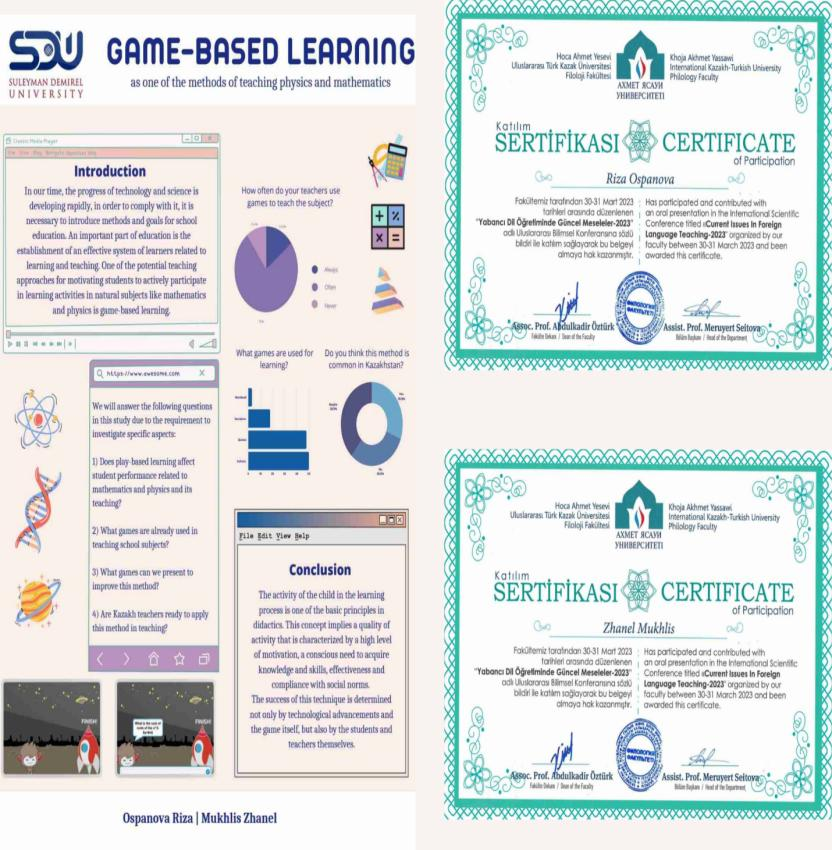 SDU
SULEYMAN DEMIREL
UNIVERSITY
GAME-BASED LEARNING
as one of the methods of teaching physics and mathematics
Introduction
In our time, the progress of technology and science is
developing rapidly, in order to comply with it, it is
necessary to introduce methods and goals for school
education. An important part of education is the
establishment of an effective system of learners related to
learning and teaching. One of the potential teaching
approaches for motivating students to actively participate
in learning activities in natural subjects like mathematics
and physics is game-based learning.
https://www.awesome.com
We will answer the following questions
in this study due to the requirement to
investigate specific aspects:
1) Does play-based learning affect
student performance related to
mathematics and physics and its
teaching?
2) What games are already used in
teaching school subjects?
3) What games can we present to
improve this method?
4) Are Kazakh teachers ready to apply
this method in teaching?
FINISH!
FINISH!
How often do your teachers use
games to teach the subject?
Always
Often
Never
What games are used for
learning?
Do you think this method is
common in Kazakhstan?
File Edit View Help
Conclusion
The activity of the child in the learning
process is one of the basic principles in
didactics. This concept implies a quality of
activity that is characterized by a high level
of motivation, a conscious need to acquire
knowledge and skills, effectiveness and
compliance with social norms.
The success of this technique is determined
not only by technological advancements and
the game itself, but also by the students and
teachers themselves.
Ospanova Riza | Mukhlis Zhanel
Hoca Ahmet Yesevi
Uluslararası Türk Kazak Üniversitesi
Filoloji Fakültesi
АХМЕТ ЯСАУИ
УНИВЕРСИТЕТІ
Khoja Akhmet Yassawi
International Kazakh-Turkish University
Philology Faculty
Katılım
SERTİFİKASI
CERTIFICATE
of Participation
Riza Ospanova
Fakültemiz tarafından 30-31 Mart 2023
tarihleri arasında düzenlenen
"Yabancı Dil Öğretiminde Güncel Meseleler-2023"
adlı Uluslararası Bilimsel Konferansına sözlü
bildiri ile katılım sağlayarak bu belgeyi
almaya hak kazanmıştır.
Has participated and contributed with
an oral presentation in the International Scientific
Conference titled «Current Issues In Foreign
Language Teaching-2023" organized by our
faculty between 30-31 March 2023 and been
awarded this certificate.
Assoc. Prof. Abdulkadir Öztürk
Fakülte Dekanı / Dean of the Faculty
Assist. Prof. Meruyert Seitova
Bölüm Başkanı / Head of the Department
Hoca Ahmet Yesevi
Uluslararası Türk Kazak Üniversitesi
Filoloji Fakültesi
АХМЕТ ЯСАУИ
УНИВЕРСИТЕТІ
Khoja Akhmet Yassawi
International Kazakh-Turkish University
Philology Faculty
Katılım
SERTİFİKASI
CERTIFICATE
of Participation
Zhanel Mukhlis
Fakültemiz tarafından 30-31 Mart 2023
tarihleri arasında düzenlenen
"Yabancı Dil Öğretiminde Güncel Meseleler-2023"
adlı Uluslararası Bilimsel Konferansına sözlü
bildiri ile katılım sağlayarak bu belgeyi
almaya hak kazanmıştır.
Has participated and contributed with
an oral presentation in the International Scientific
Conference titled «Current Issues In Foreign
Language Teaching-2023" organized by our
faculty between 30-31 March 2023 and been
awarded this certificate.
Assoc. Prof. Abdulkadir Öztürk
Fakülte Dekanı / Dean of the Faculty
Assist. Prof. Meruyert Seitova
Bölüm Başkanı / Head of the Department